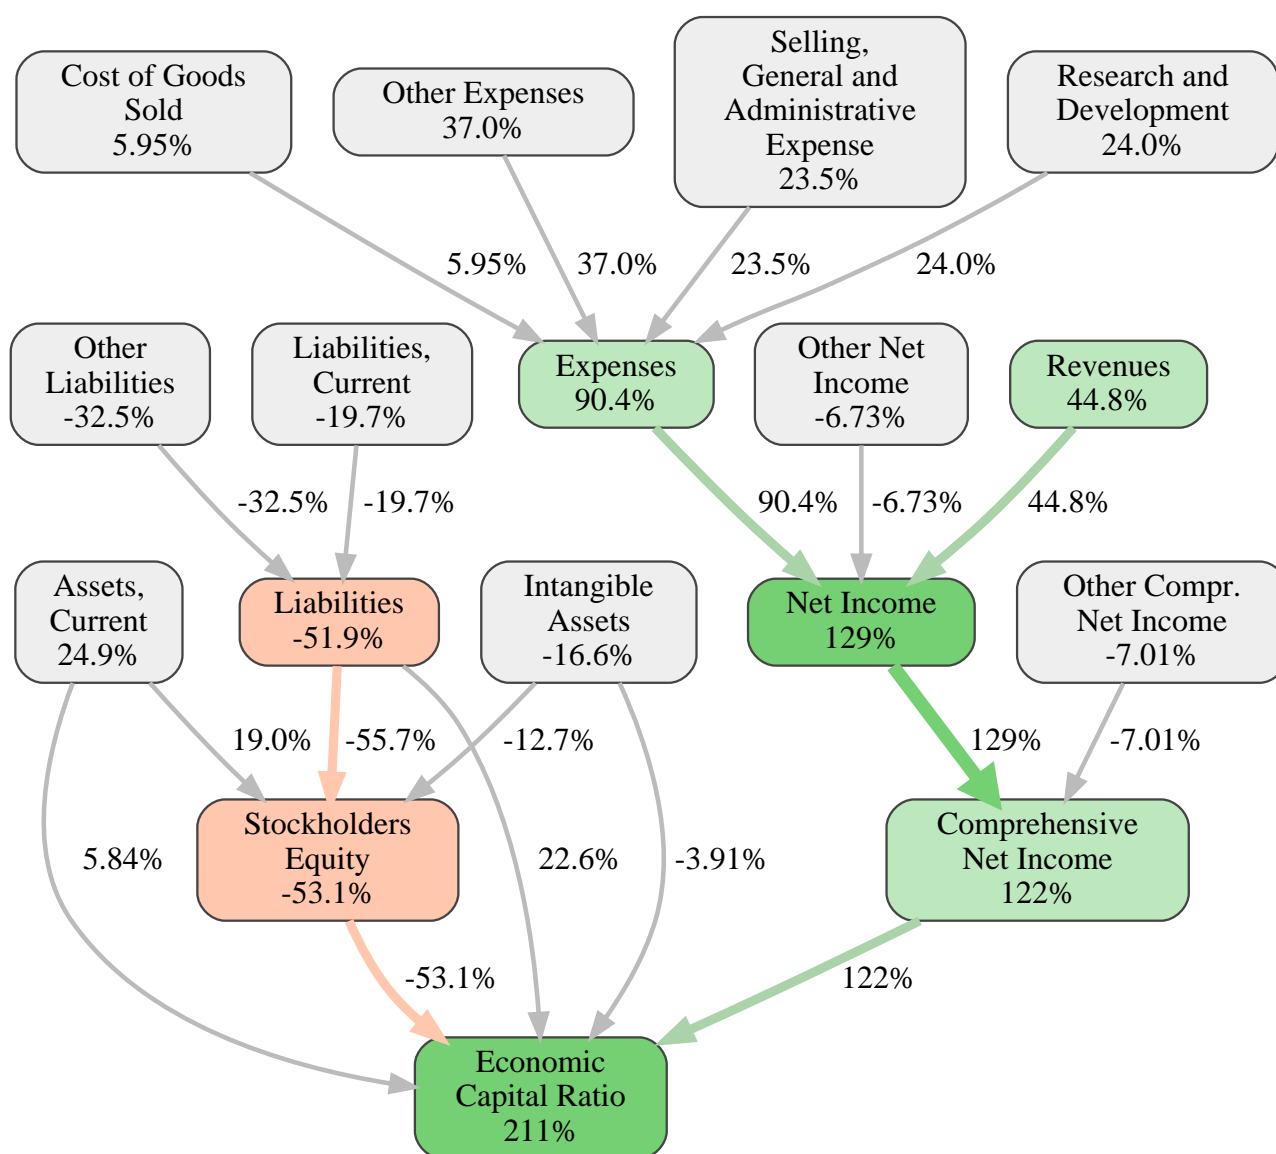 Cost of Goods
Sold
5.95%
Other Expenses
37.0%
Selling,
General and
Administrative
Expense
23.5%
Research and
Development
24.0%
5.95%
37.0%
23.5%
24.0%
Other
Liabilities
-32.5%
Liabilities,
Current
-19.7%
Expenses
90.4%
Other Net
Income
-6.73%
Revenues
44.8%
-32.5%
-19.7%
90.4%
-6.73%
44.8%
Assets,
Current
24.9%
Liabilities
-51.9%
Intangible
Assets
-16.6%
Net Income
129%
Other Compr.
Net Income
-7.01%
19.0%
-55.7%
-12.7%
129%
-7.01%
Stockholders
Equity
-53.1%
Comprehensive
Net Income
122%
5.84%
22.6%
-3.91%
-53.1%
122%
Economic
Capital Ratio
211%